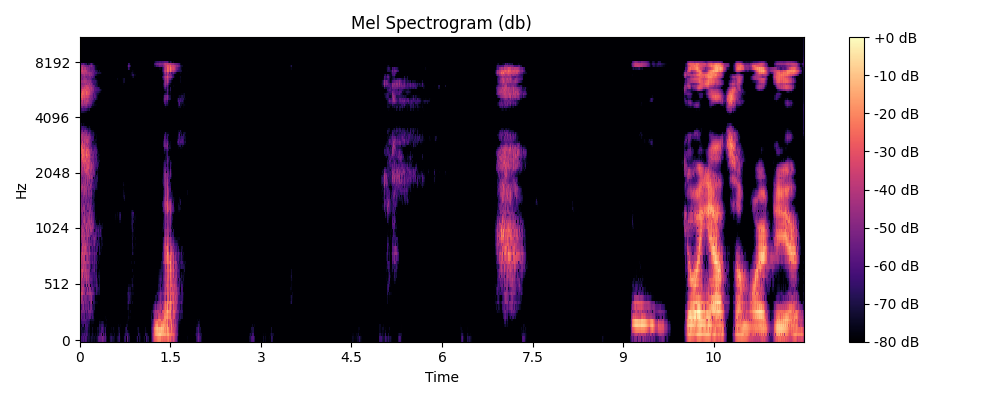 Mel Spectrogram (db)
8192
4096
2048
1024
512
0
Hz
0 1.5 3 4.5 6 7.5 9 10
Time
+0 dB
-10 dB
-20 dB
-30 dB
-40 dB
-50 dB
-60 dB
-70 dB
-80 dB